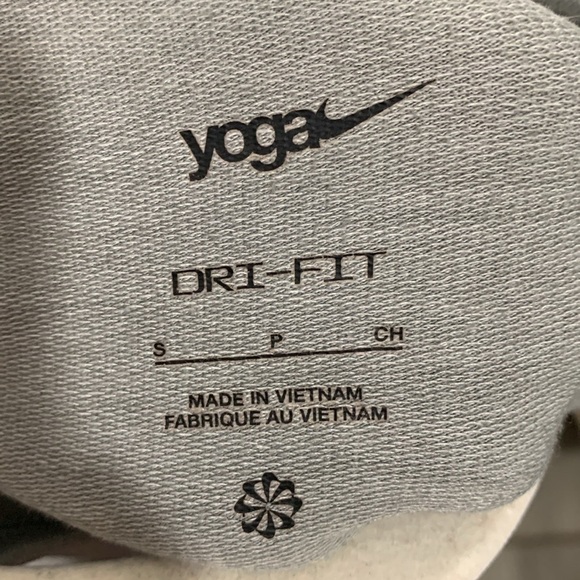 yoga
DRI-FIT
S P CH
MADE IN VIETNAM
FABRIQUE AU VIETNAM